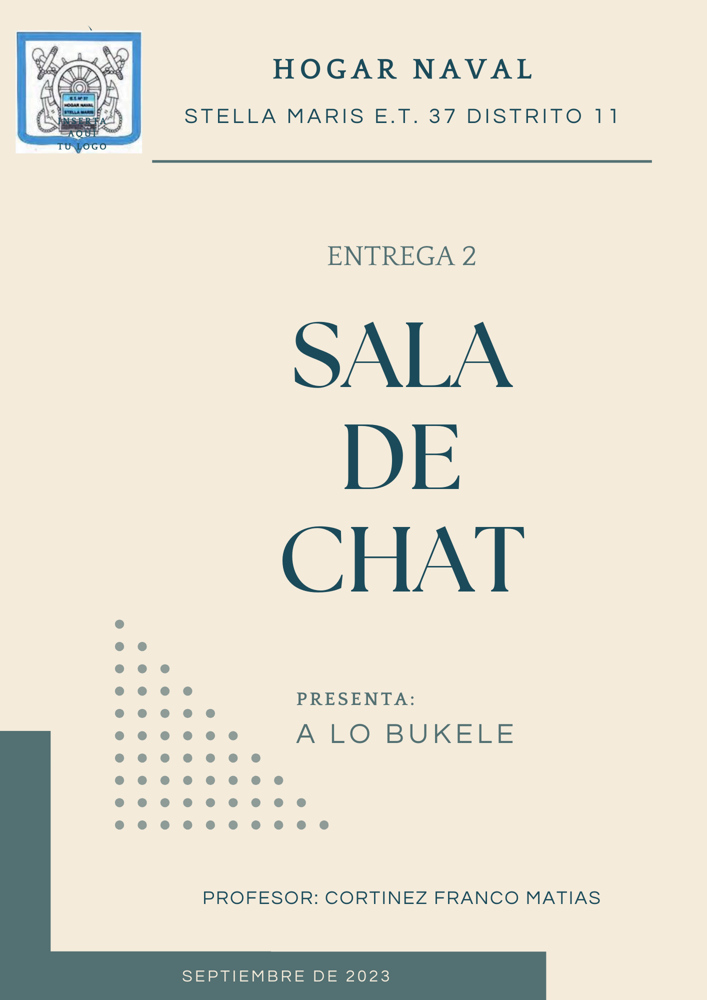 E.T. Nº 37
HOGAR NAVAL
STELLA MARIS
INSERTA
AQUÍ
TU LOGO
HOGAR NAVAL
STELLA MARIS E.T. 37 DISTRITO 11
ENTREGA 2
SALA
DE
CHAT
PRESENTA:
A LO BUKELE
PROFESOR: CORTINEZ FRANCO MATIAS
SEPTIEMBRE DE 2023